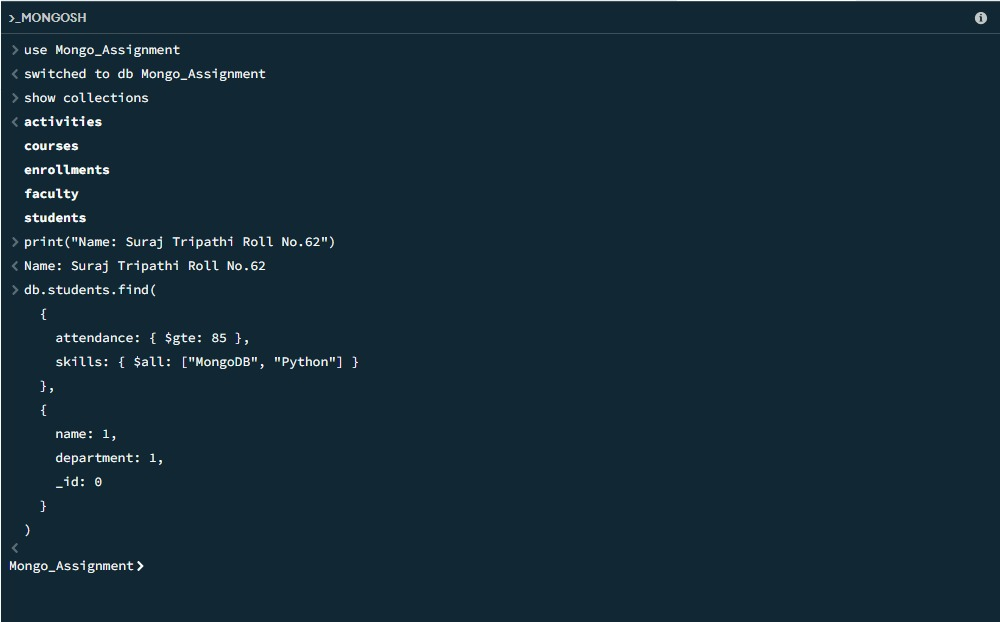 >_MONGOSH
> use Mongo_Assignment
< switched to db Mongo_Assignment
> show collections
< activities
courses
enrollments
faculty
students
> print("Name: Suraj Tripathi Roll No.62")
< Name: Suraj Tripathi Roll No.62
> db.students.find(
  {
    attendance: { $gte: 85 },
    skills: { $all: ["MongoDB", "Python"] }
  },
  {
    name: 1,
    department: 1,
    _id: 0
  }
)
<
Mongo_Assignment>